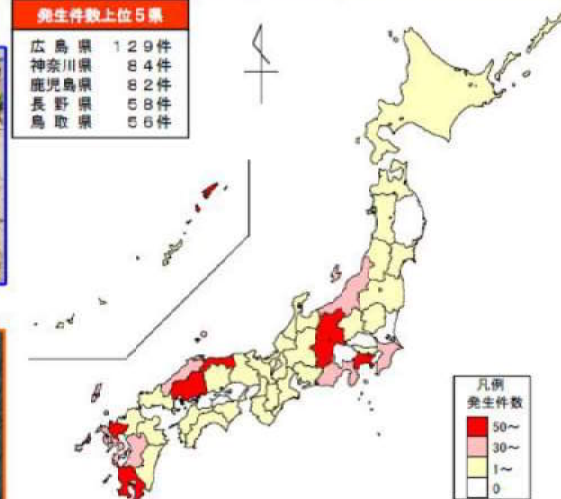 発生件数上位5県
広島県 129件
神奈川県 84件
鹿児島県 82件
長野県 58件
鳥取県 56件
凡例
発生件数
50～
30～
1～
0